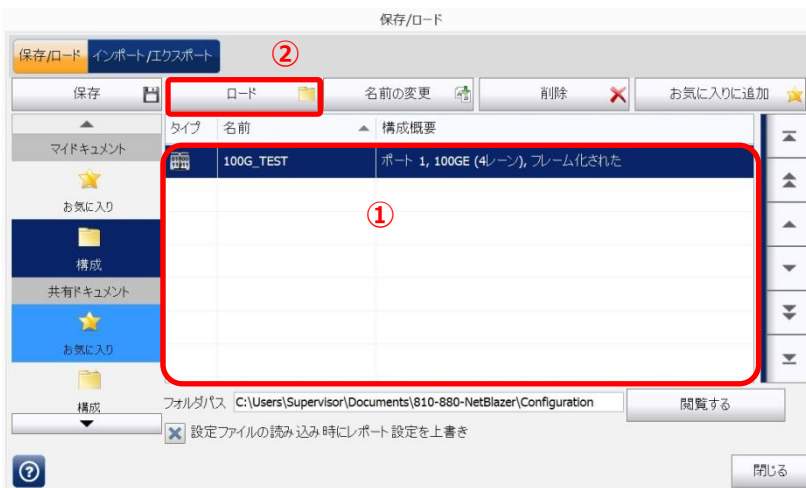 保存/ロード
保存/ロード インポート/エクスポート
②
保存 ロード 名前の変更 削除 お気に入りに追加
タイプ 名前 構成概要
マイドキュメント
100G_TEST ポート 1, 100GE (4レーン), フレーム化された
お気に入り
①
構成
共有ドキュメント
お気に入り
構成
フォルダパス C:\Users\Supervisor\Documents\810-880-NetBlazer\Configuration 閲覧する
設定ファイルの読み込み時にレポート設定を上書き
? 閉じる